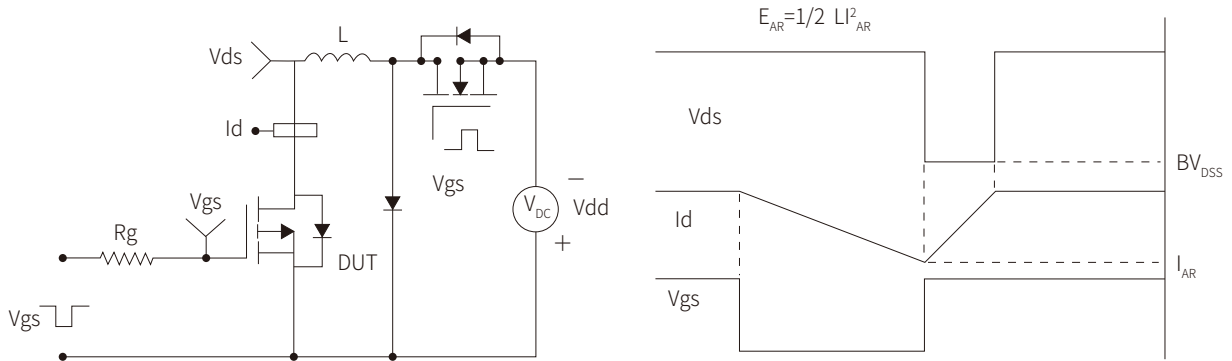 E_AR=1/2 LI²_AR
Vds
L
Id
Vgs
Rg
DUT
Vgs
Vgs
V_DC
−
Vdd
+
Vds
BV_DSS
Id
I_AR
Vgs